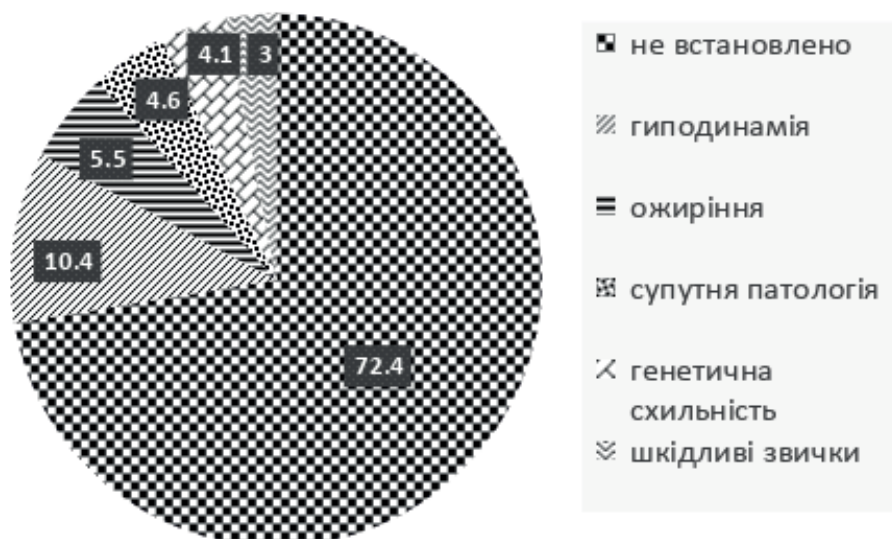 4.1
3
4.6
5.5
10.4
72.4
не встановлено
гиподинамія
ожиріння
супутня патологія
генетична
схильність
шкідливі звички